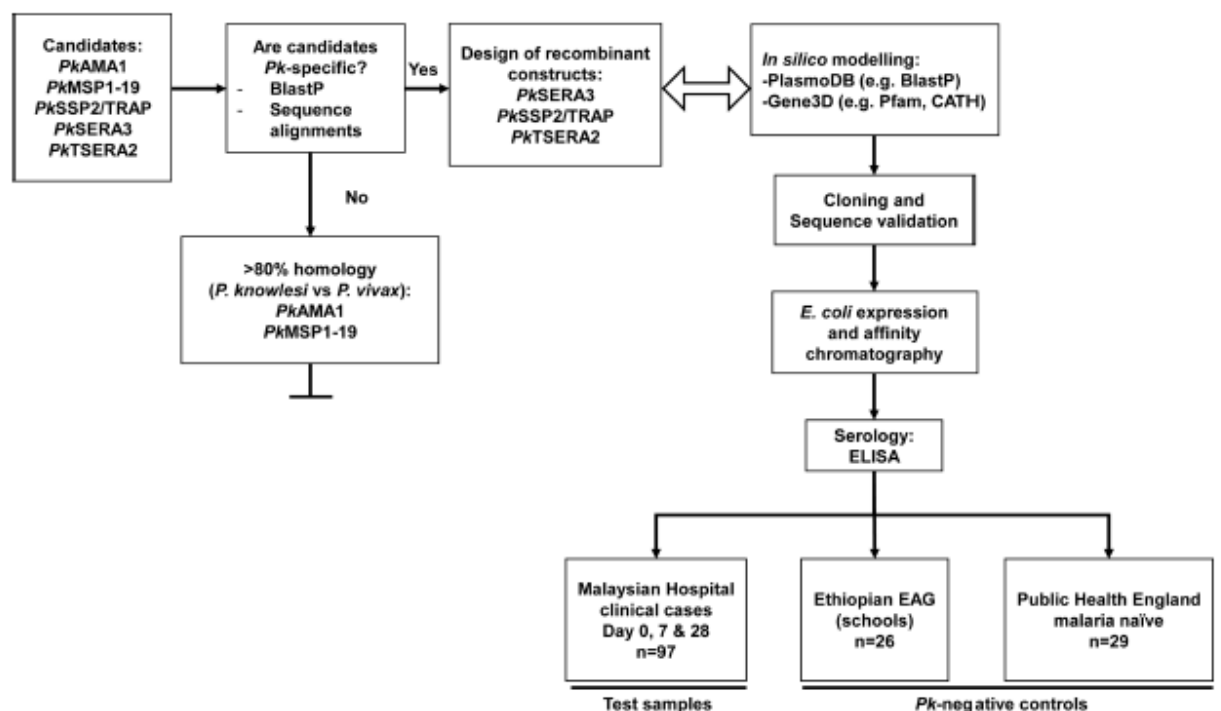 Candidates:
PkAMA1
PkMSP1-19
PkSSP2/TRAP
PkSERA3
PkTSERA2
Are candidates
Pk-specific?
- BlastP
- Sequence
alignments
Yes
Design of recombinant
constructs:
PkSERA3
PkSSP2/TRAP
PkTSERA2
In silico modelling:
-PlasmoDB (e.g. BlastP)
-Gene3D (e.g. Pfam, CATH)
No
>80% homology
(P. knowlesi vs P. vivax):
PkAMA1
PkMSP1-19
Cloning and
Sequence validation
E. coli expression
and affinity
chromatography
Serology:
ELISA
Malaysian Hospital
clinical cases
Day 0, 7 & 28
n=97
Ethiopian EAG
(schools)
n=26
Public Health England
malaria naïve
n=29
Test samples
Pk-negative controls